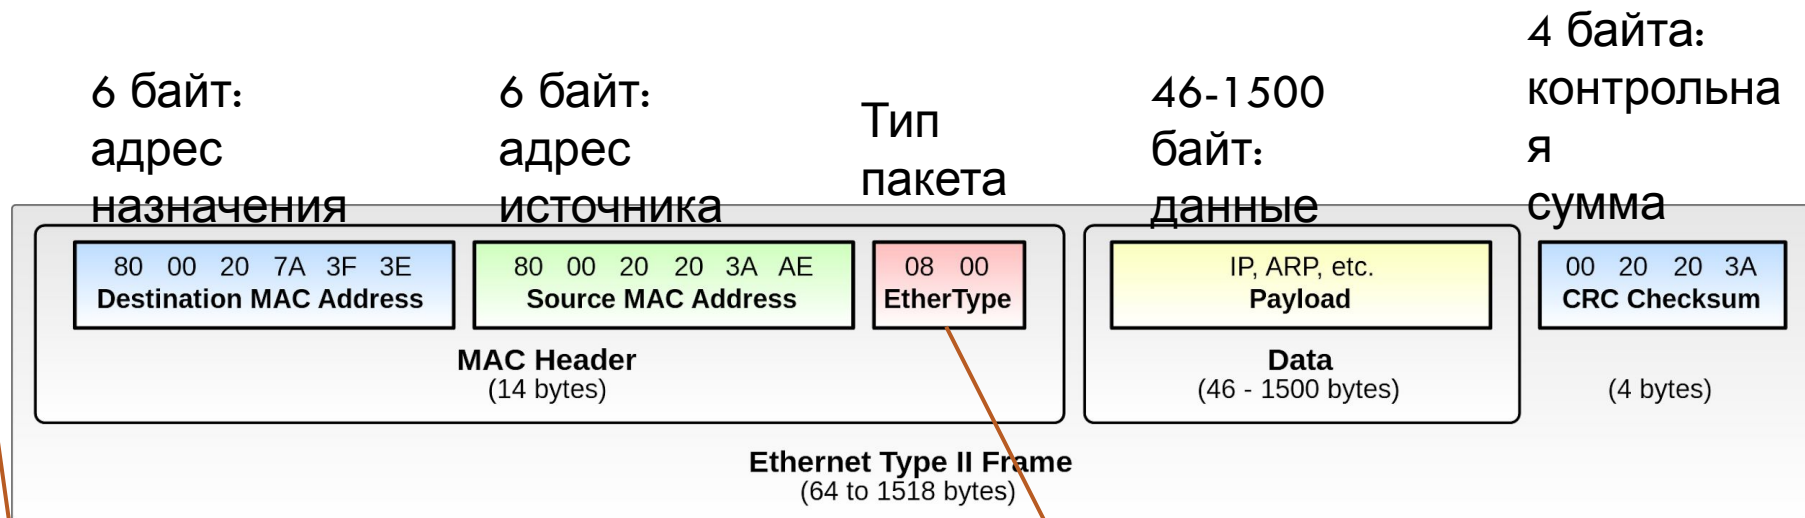 6 байт:
адрес
назначения
6 байт:
адрес
источника
Тип
пакета
46-1500
байт:
данные
4 байта:
контрольна
я
сумма
80 00 20 7A 3F 3E
Destination MAC Address
80 00 20 20 3A AE
Source MAC Address
08 00
EtherType
IP, ARP, etc.
Payload
00 20 20 3A
CRC Checksum
MAC Header
(14 bytes)
Data
(46 - 1500 bytes)
(4 bytes)
Ethernet Type II Frame
(64 to 1518 bytes)